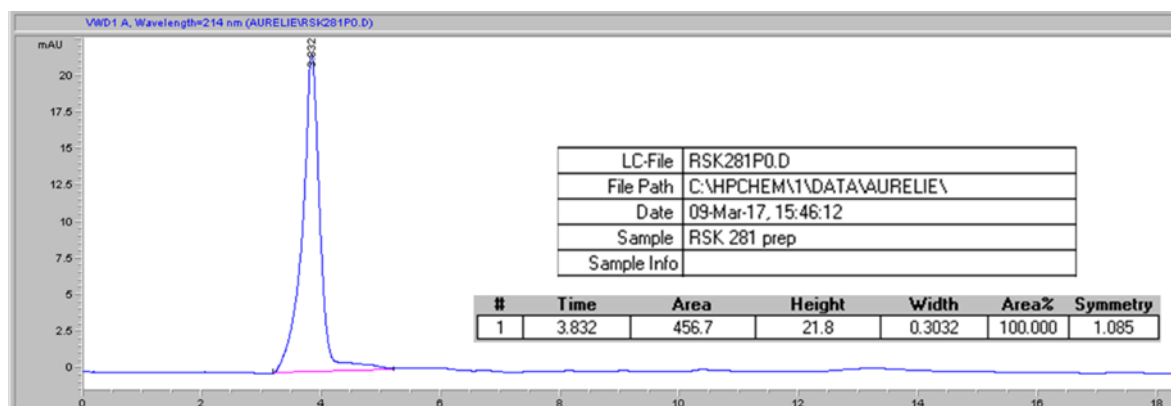 VWD1 A, Wavelength=214 nm (AURELIE\RSK281P0.D)
mAU
3.832
20
17.5
15
12.5
10
7.5
5
2.5
0
0 2 4 6 8 10 12 14 16 18
LC-File RSK281P0.D
File Path C:\HPCHEM\1\DATA\AURELIE\
Date 09-Mar-17, 15:46:12
Sample RSK 281 prep
Sample Info
# Time Area Height Width Area% Symmetry
1 3.832 456.7 21.8 0.3032 100.000 1.085